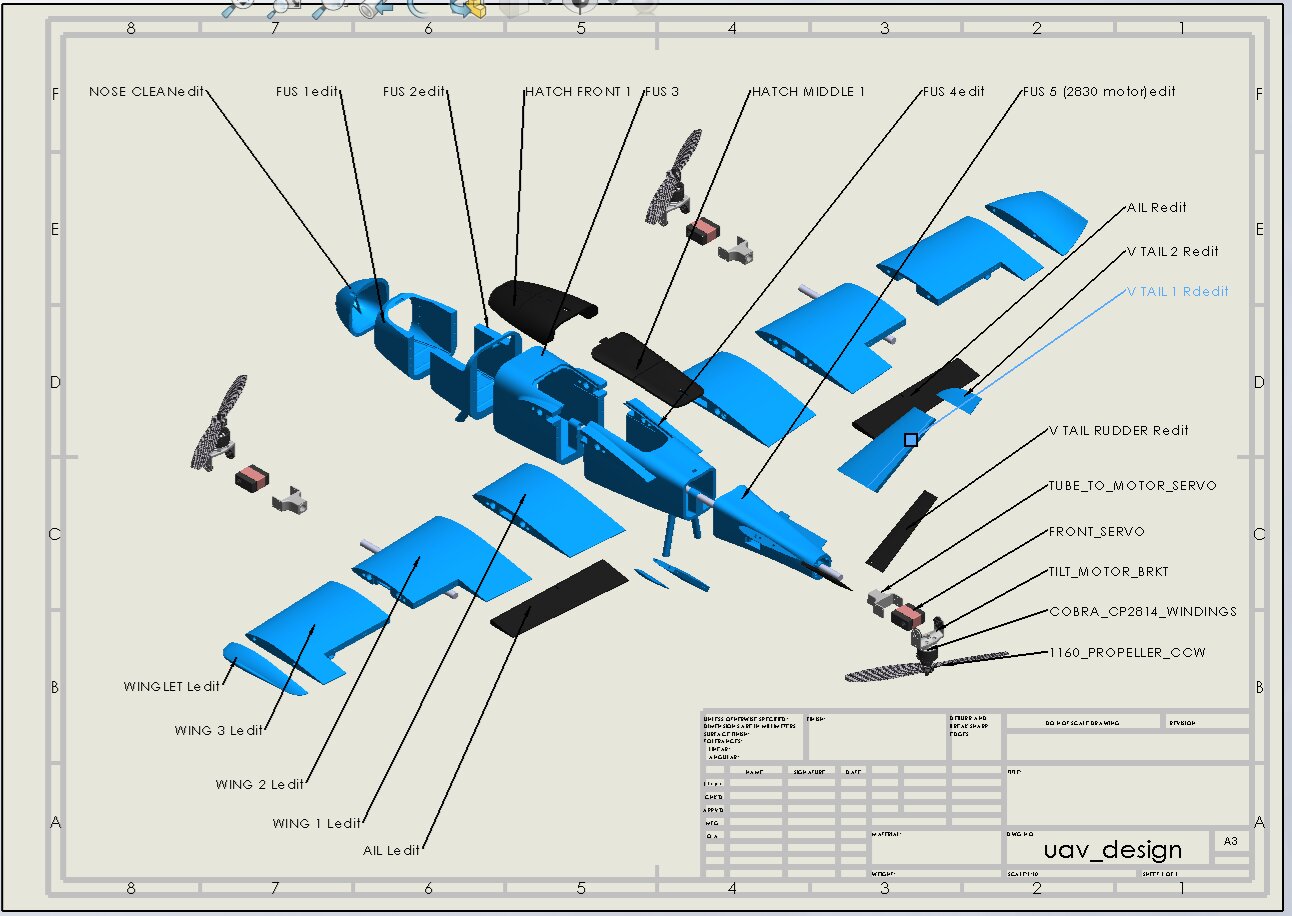 8 7 6 5 4 3 2 1
F F
NOSE CLEANedit FUS 1edit FUS 2edit HATCH FRONT 1 FUS 3 HATCH MIDDLE 1 FUS 4edit FUS 5 (2830 motor)edit
AIL Redit
E E
V TAIL 2 Redit
V TAIL 1 Rdedit
D D
V TAIL RUDDER Redit
TUBE_TO_MOTOR_SERVO
FRONT_SERVO
C C
TILT_MOTOR_BRKT
COBRA_CP2814_WINDINGS
1160_PROPELLER_CCW
WINGLET Ledit
B B
WING 3 Ledit
WING 2 Ledit
WING 1 Ledit
AIL Ledit
A A
UNLESS OTHERWISE SPECIFIED:
DIMENSIONS ARE IN MILLIMETERS
SURFACE FINISH:
TOLERANCES:
LINEAR:
ANGULAR:
FINISH:
DEBURR AND
BREAK SHARP
EDGES
DO NOT SCALE DRAWING
REVISION
NAME SIGNATURE DATE
CHK'D
APPV'D
MFG
Q.A
TITLE:
MATERIAL:
DWG NO.
uav_design
A3
WEIGHT:
SCALE:1:10
SHEET 1 OF 1
8 7 6 5 4 3 2 1